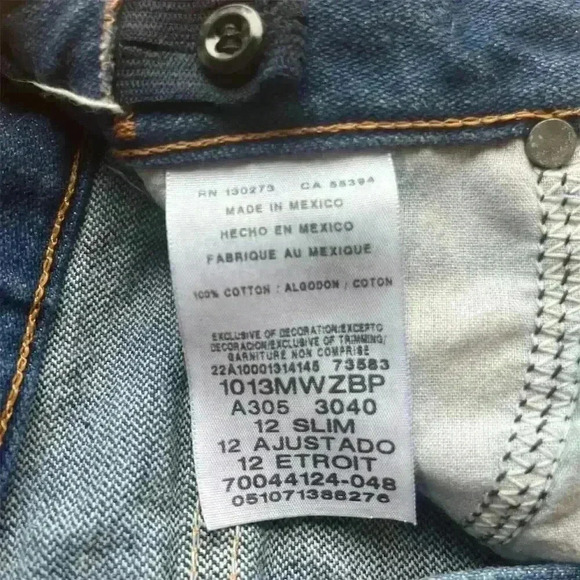 RN 130273 CA 55394
MADE IN MEXICO
HECHO EN MEXICO
FABRIQUE AU MEXIQUE
100% COTTON / ALGODON / COTON
EXCLUSIVE OF DECORATION/EXCEPTO
DECORACION/EXCLUSIVE OF TRIMMING/
GARNITURE NON COMPRISE
22A10001314145 73583
1013MWZBP
A305 3040
12 SLIM
12 AJUSTADO
12 ETROIT
70044124-048
051071388276